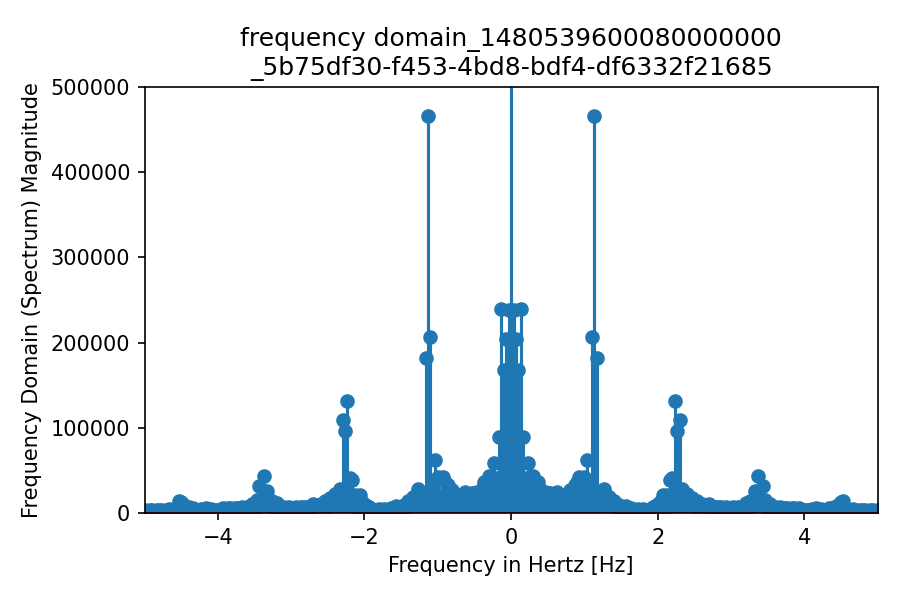 frequency domain_1480539600080000000
_5b75df30-f453-4bd8-bdf4-df6332f21685
Frequency Domain (Spectrum) Magnitude
500000
400000
300000
200000
100000
0
−4
−2
0
2
4
Frequency in Hertz [Hz]